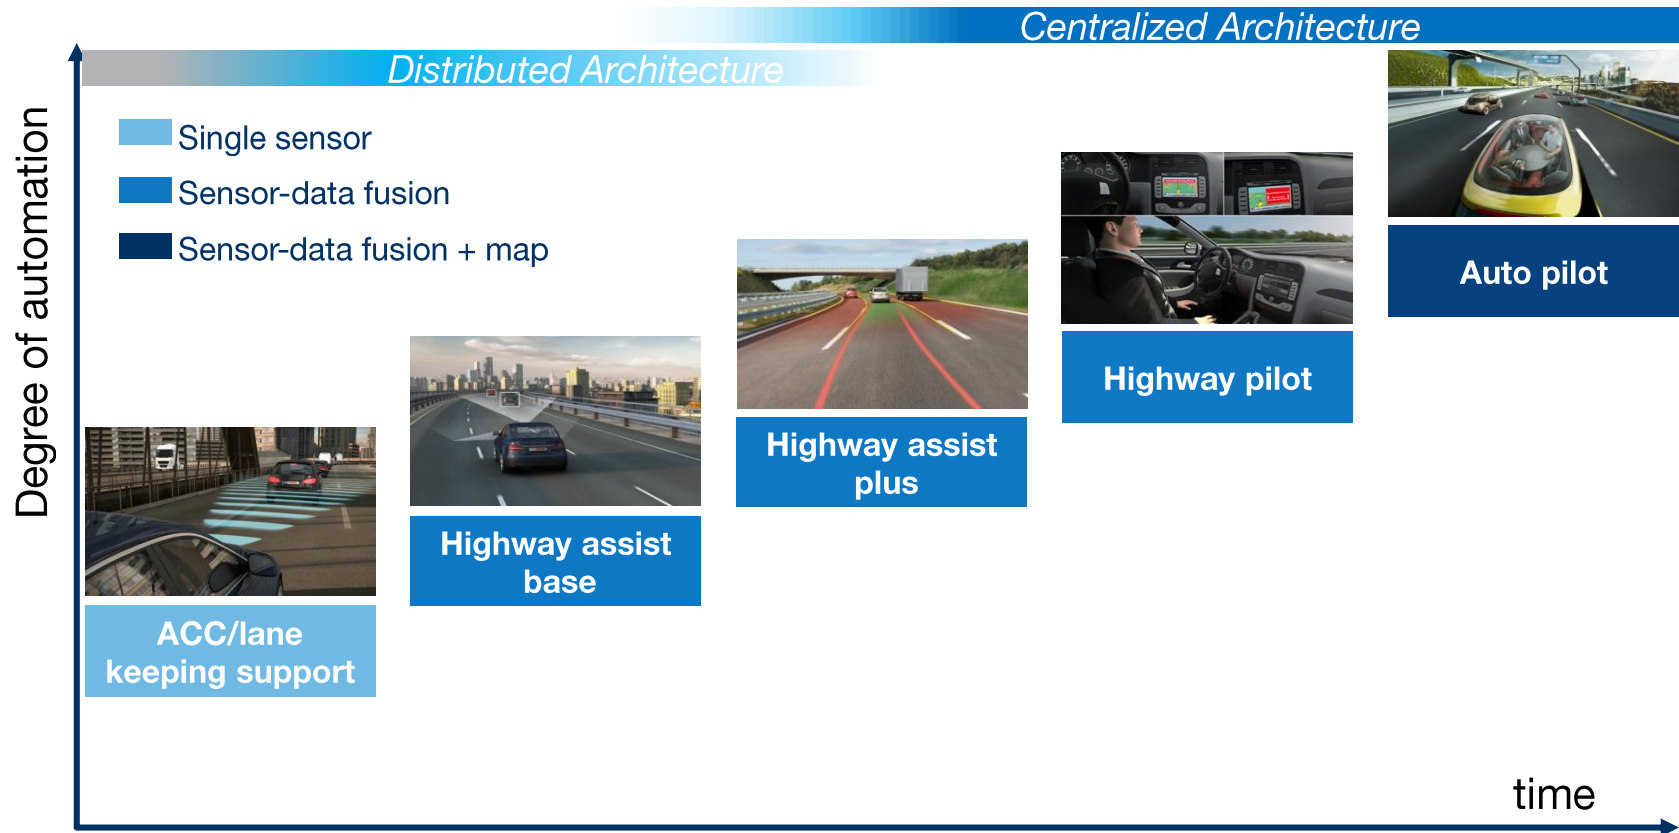 Centralized Architecture
Distributed Architecture
Degree of automation
Single sensor
Sensor-data fusion
Sensor-data fusion + map
Auto pilot
Highway pilot
Highway assist
plus
Highway assist
base
ACC/lane
keeping support
time